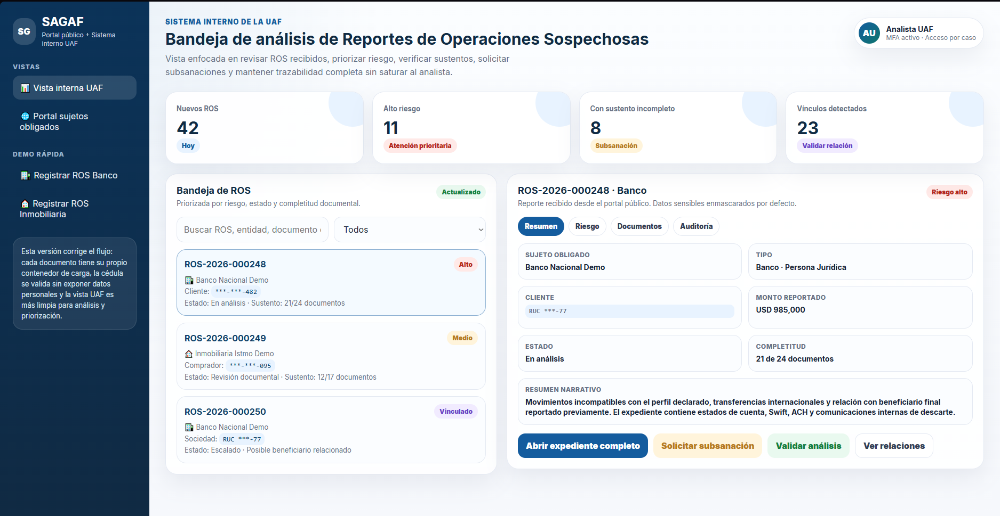 SG
SAGAF
Portal público + Sistema
interno UAF
VISTAS
Vista interna UAF
Portal sujetos
obligados
DEMO RÁPIDA
Registrar ROS Banco
Registrar ROS
Inmobiliaria
Esta versión corrige el flujo:
cada documento tiene su propio
contenedor de carga, la cédula
se valida sin exponer datos
personales y la vista UAF es
más limpia para análisis y
priorización.
SISTEMA INTERNO DE LA UAF
Bandeja de análisis de Reportes de Operaciones Sospechosas
Vista enfocada en revisar ROS recibidos, priorizar riesgo, verificar sustentos, solicitar
subsanaciones y mantener trazabilidad completa sin saturar al analista.
AU
Analista UAF
MFA activo · Acceso por caso
Nuevos ROS
42
Hoy
Alto riesgo
11
Atención prioritaria
Con sustento incompleto
8
Subsanación
Vínculos detectados
23
Validar relación
Bandeja de ROS
Actualizado
Priorizada por riesgo, estado y completitud documental.
Buscar ROS, entidad, documento
Todos
ROS-2026-000248
Alto
Banco Nacional Demo
Cliente: ***-***-482
Estado: En análisis · Sustento: 21/24 documentos
ROS-2026-000249
Medio
Inmobiliaria Istmo Demo
Comprador: ***-***-095
Estado: Revisión documental · Sustento: 12/17 documentos
ROS-2026-000250
Vinculado
Banco Nacional Demo
Sociedad: RUC ***-77
Estado: Escalado · Posible beneficiario relacionado
ROS-2026-000248 · Banco
Riesgo alto
Reporte recibido desde el portal público. Datos sensibles enmascarados por defecto.
Resumen
Riesgo
Documentos
Auditoría
SUJETO OBLIGADO
Banco Nacional Demo
TIPO
Banco · Persona Jurídica
CLIENTE
RUC ***-77
MONTO REPORTADO
USD 985,000
ESTADO
En análisis
COMPLETITUD
21 de 24 documentos
RESUMEN NARRATIVO
Movimientos incompatibles con el perfil declarado, transferencias internacionales y relación con beneficiario final
reportado previamente. El expediente contiene estados de cuenta, Swift, ACH y comunicaciones internas de descarte.
Abrir expediente completo
Solicitar subsanación
Validar análisis
Ver relaciones